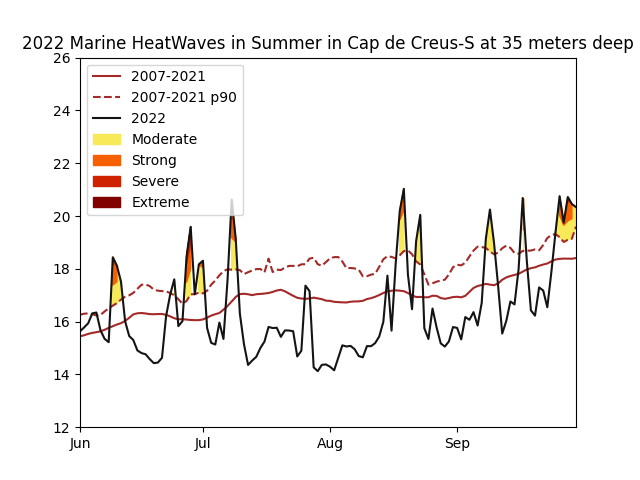 2022 Marine HeatWaves in Summer in Cap de Creus-S at 35 meters deep
26
24
22
20
18
16
14
12
2007-2021
2007-2021 p90
2022
Moderate
Strong
Severe
Extreme
Jun
Jul
Aug
Sep